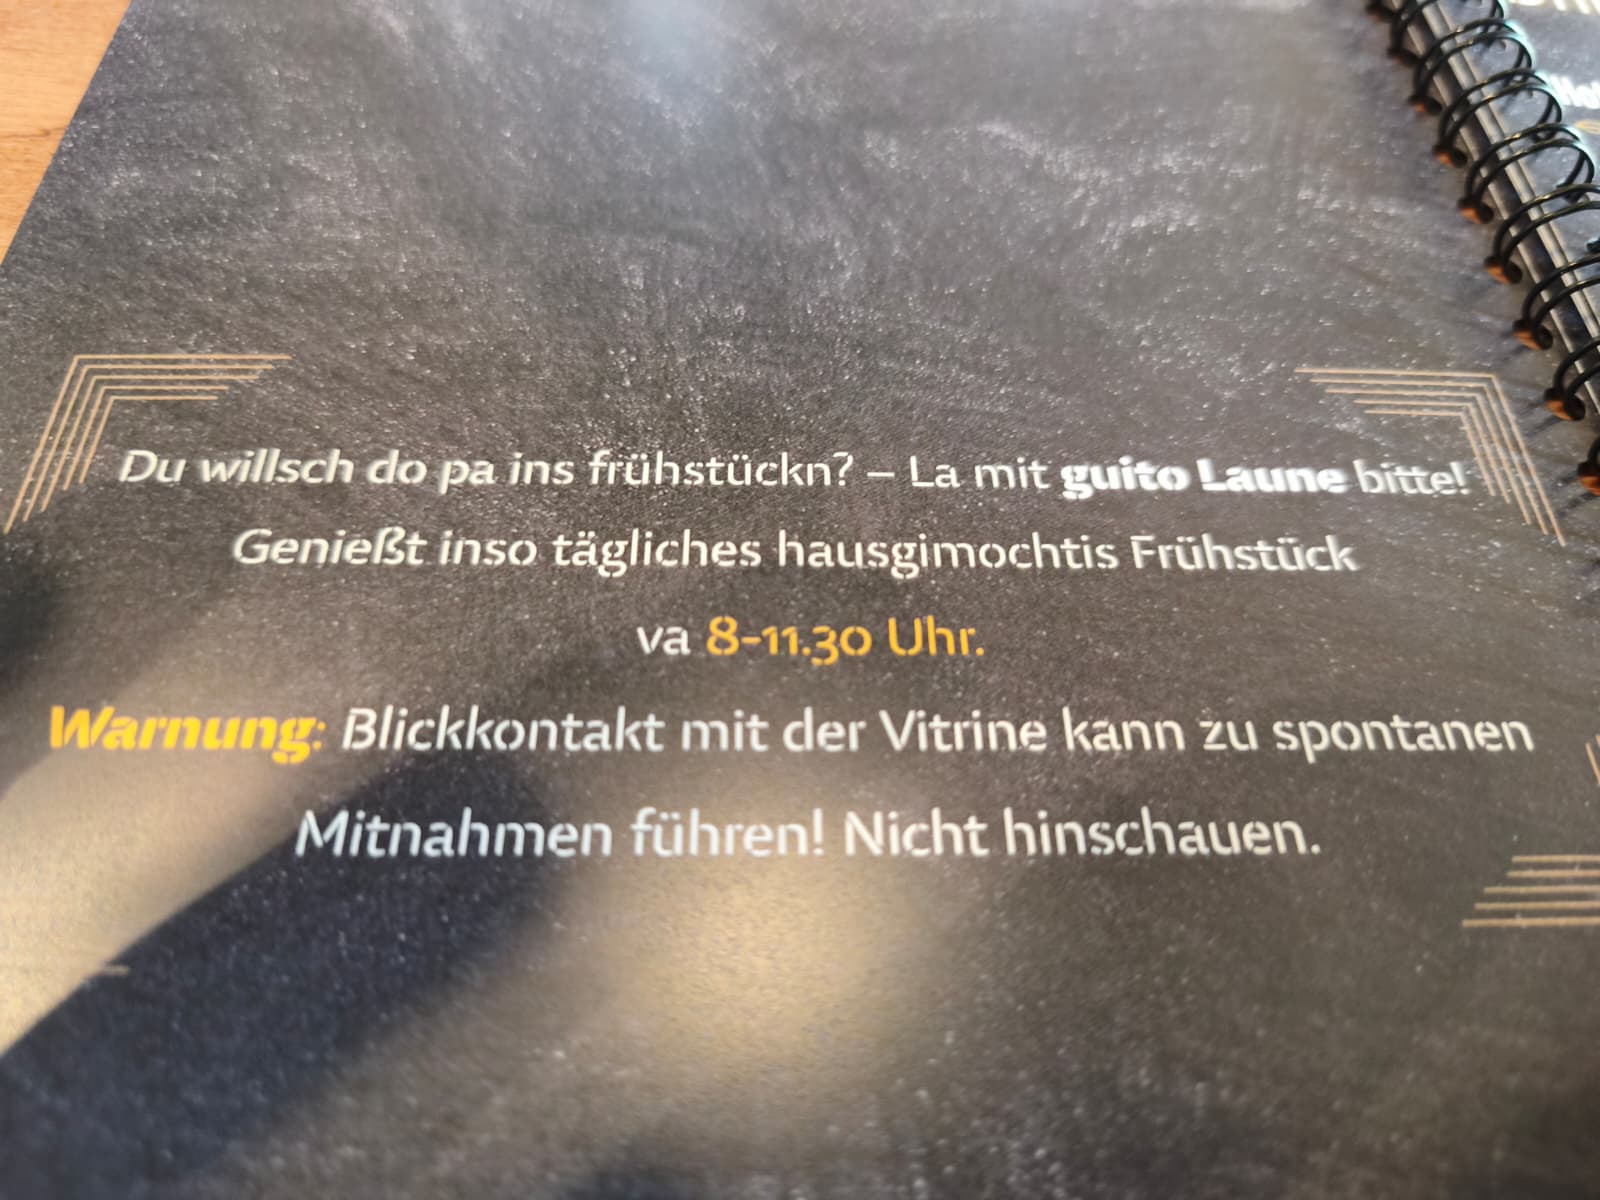 Du willsch do pa ins frühstückn? – La mit guito Laune bitte!
Genießt inso tägliches hausgimochtis Frühstück
va 8-11.30 Uhr.
Warnung: Blickkontakt mit der Vitrine kann zu spontanen
Mitnahmen führen! Nicht hinschauen.